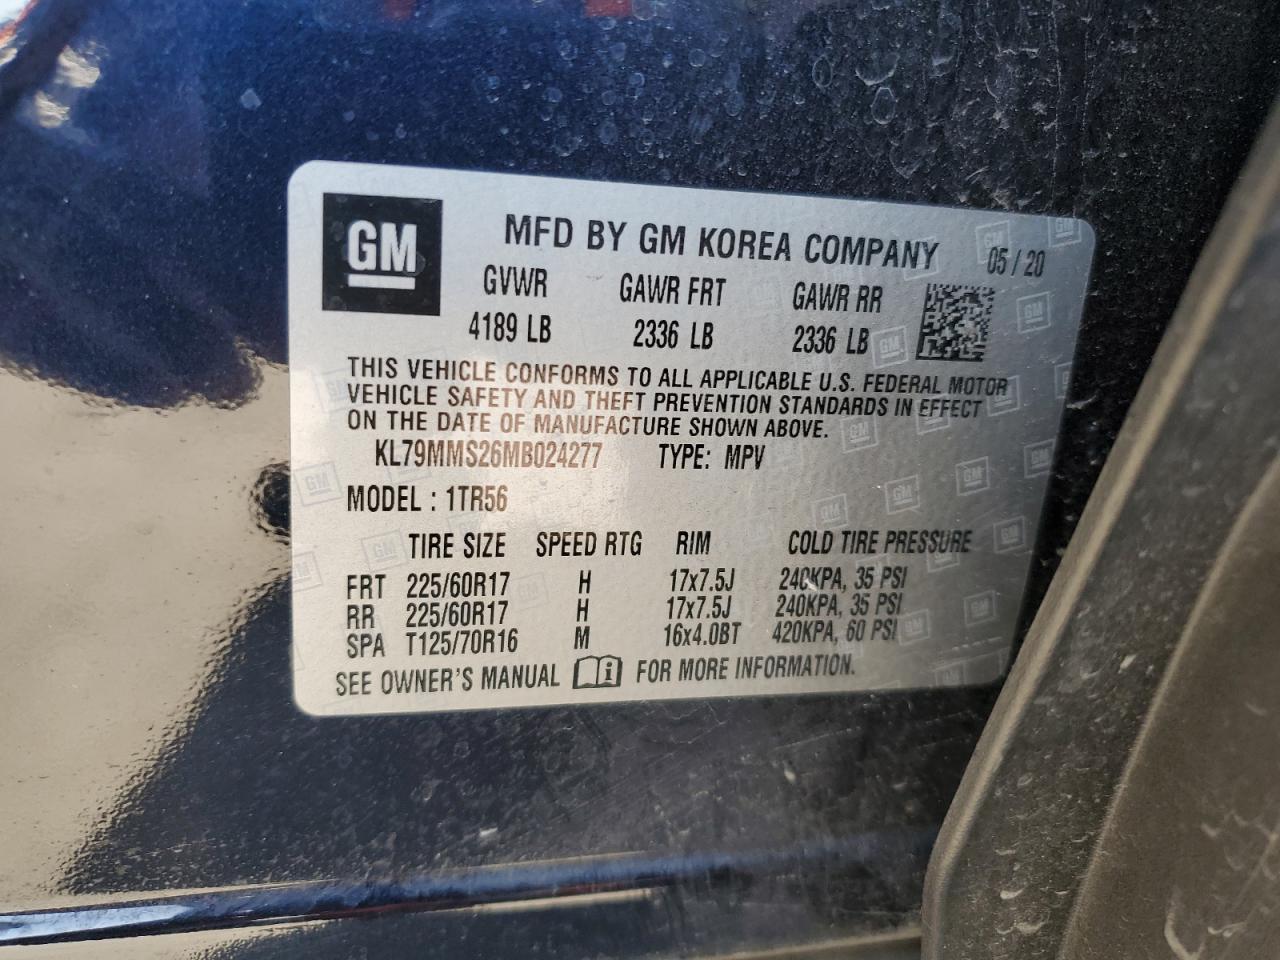 GM
MFD BY GM KOREA COMPANY 05/20
GVWR GAWR FRT GAWR RR
4189 LB 2336 LB 2336 LB
THIS VEHICLE CONFORMS TO ALL APPLICABLE U.S. FEDERAL MOTOR
VEHICLE SAFETY AND THEFT PREVENTION STANDARDS IN EFFECT
ON THE DATE OF MANUFACTURE SHOWN ABOVE.
KL79MMS26MB024277 TYPE: MPV
MODEL : 1TR56
TIRE SIZE SPEED RTG RIM COLD TIRE PRESSURE
FRT 225/60R17 H 17x7.5J 240KPA, 35 PSI
RR 225/60R17 H 17x7.5J 240KPA, 35 PSI
SPA T125/70R16 M 16x4.0BT 420KPA, 60 PSI
SEE OWNER'S MANUAL i FOR MORE INFORMATION.